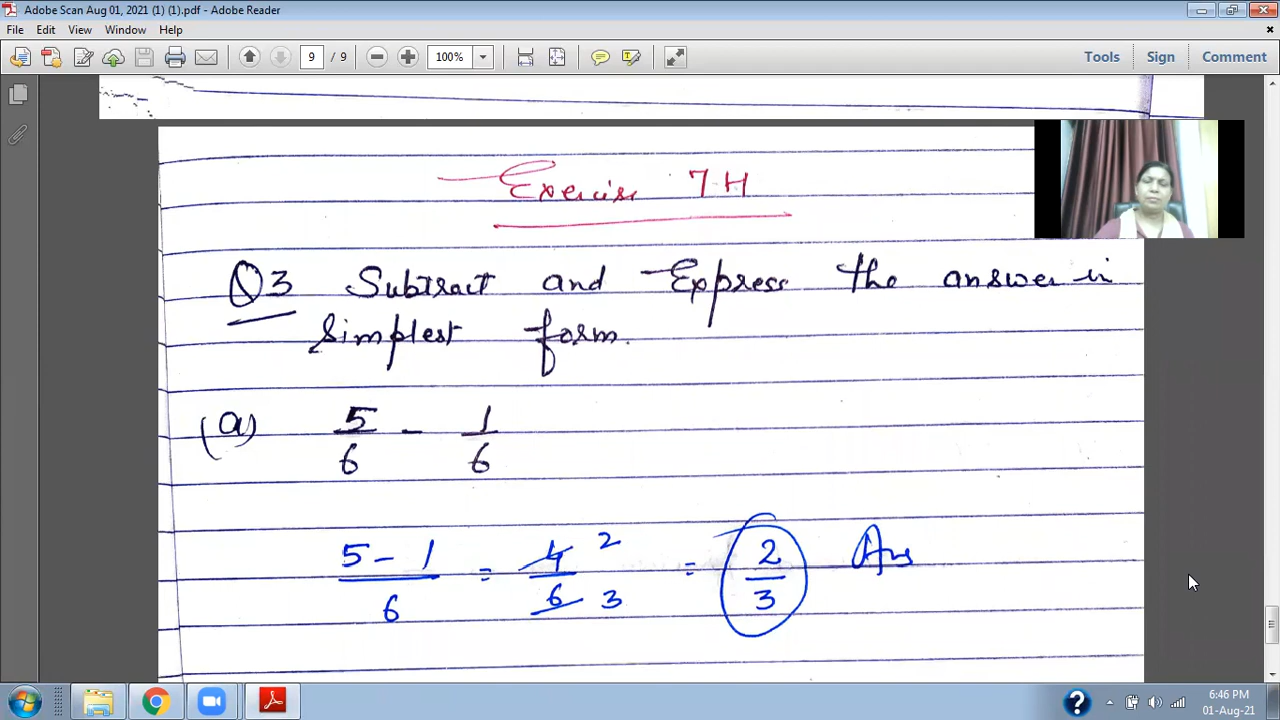 Adobe Scan Aug 01, 2021 (1) (1).pdf - Adobe Reader
File Edit View Window Help
9 / 9 100% Tools Sign Comment
Exercise 7H
Q3 Subtract and Express the answer in
simplest form.
(a) 5/6 - 1/6
5-1/6 = 4/6 2/3 = 2/3 Ans
6:46 PM
01-Aug-21